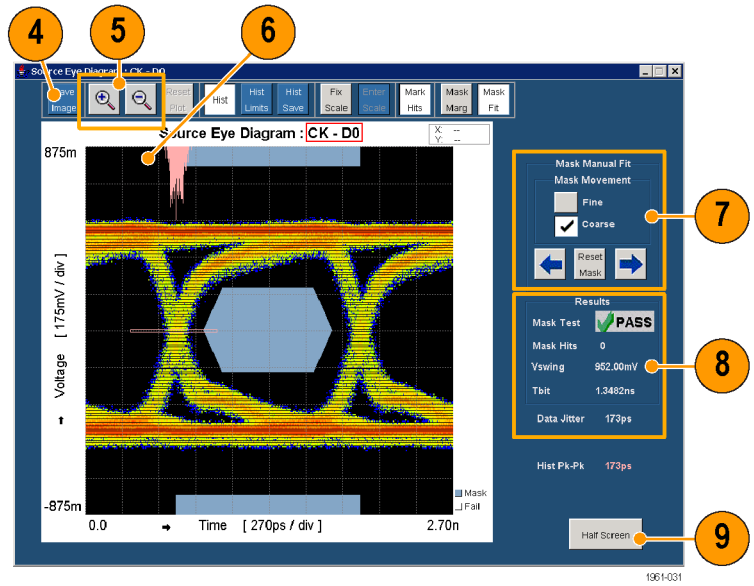 4
5
6
Source Eye Diagram : CK - D0
Save Image
Reset Plot
Hist
Hist Limits
Hist Save
Fix Scale
Enter Scale
Mark Hits
Mask Marg
Mask Fit
Source Eye Diagram : CK - D0
X: --
Y: --
875m
Voltage [ 175mV / div ]
-875m
0.0
Time [ 270ps / div ]
2.70n
Mask
Fail
Mask Manual Fit
Mask Movement
Fine
Coarse
Reset Mask
7
Results
Mask Test PASS
Mask Hits 0
Vswing 952.00mV
Tbit 1.3482ns
Data Jitter 173ps
8
Hist Pk-Pk 173ps
Half Screen
9
1961-031